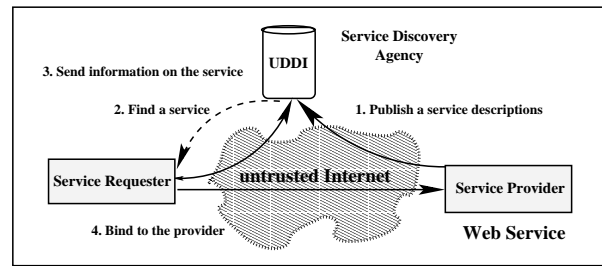 Service Discovery
Agency
UDDI
3. Send information on the service
2. Find a service
1. Publish a service descriptions
Service Requester
untrusted Internet
Service Provider
4. Bind to the provider
Web Service